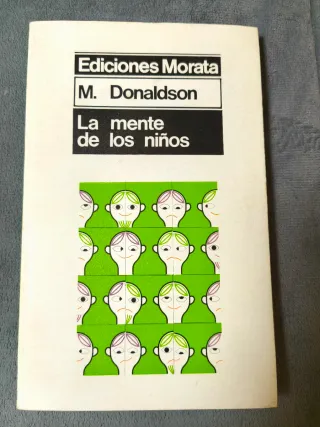 Ediciones Morata
M. Donaldson
La mente
de los niños